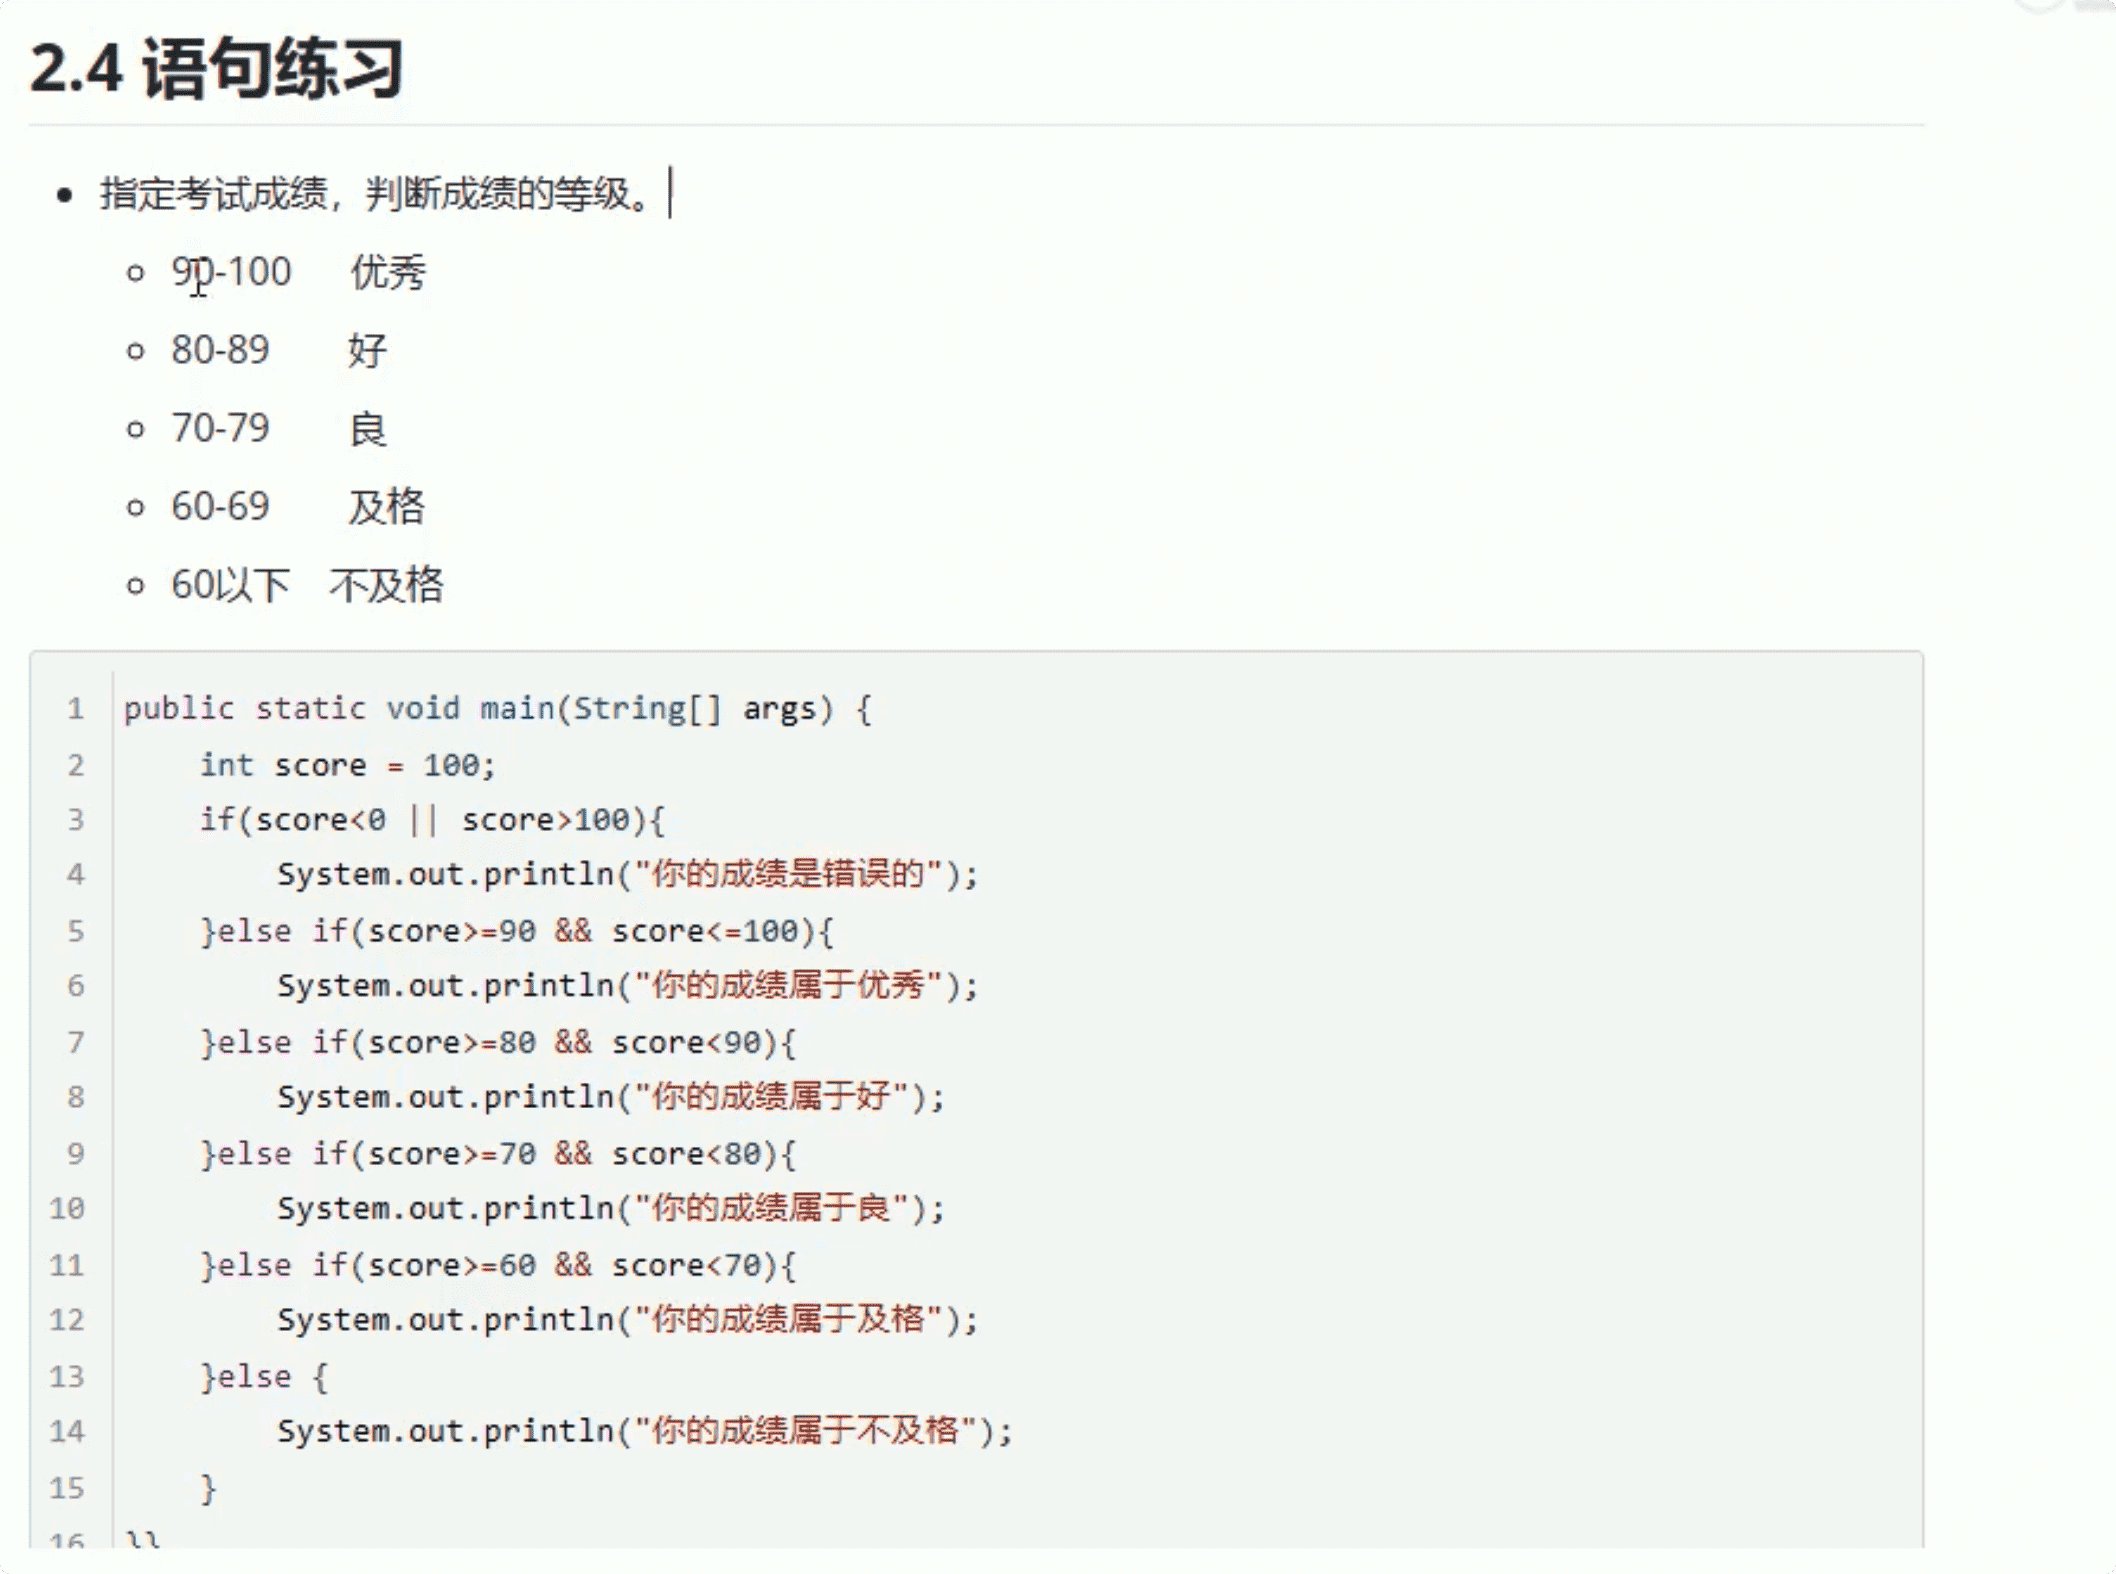 2.4 语句练习
指定考试成绩，判断成绩的等级。
90-100 优秀
80-89 好
70-79 良
60-69 及格
60以下 不及格
1 public static void main(String[] args) {
2     int score = 100;
3     if(score<0 || score>100){
4         System.out.println("你的成绩是错误的");
5     }else if(score>=90 && score<=100){
6         System.out.println("你的成绩属于优秀");
7     }else if(score>=80 && score<90){
8         System.out.println("你的成绩属于好");
9     }else if(score>=70 && score<80){
10         System.out.println("你的成绩属于良");
11     }else if(score>=60 && score<70){
12         System.out.println("你的成绩属于及格");
13     }else {
14         System.out.println("你的成绩属于不及格");
15     }
16 }}